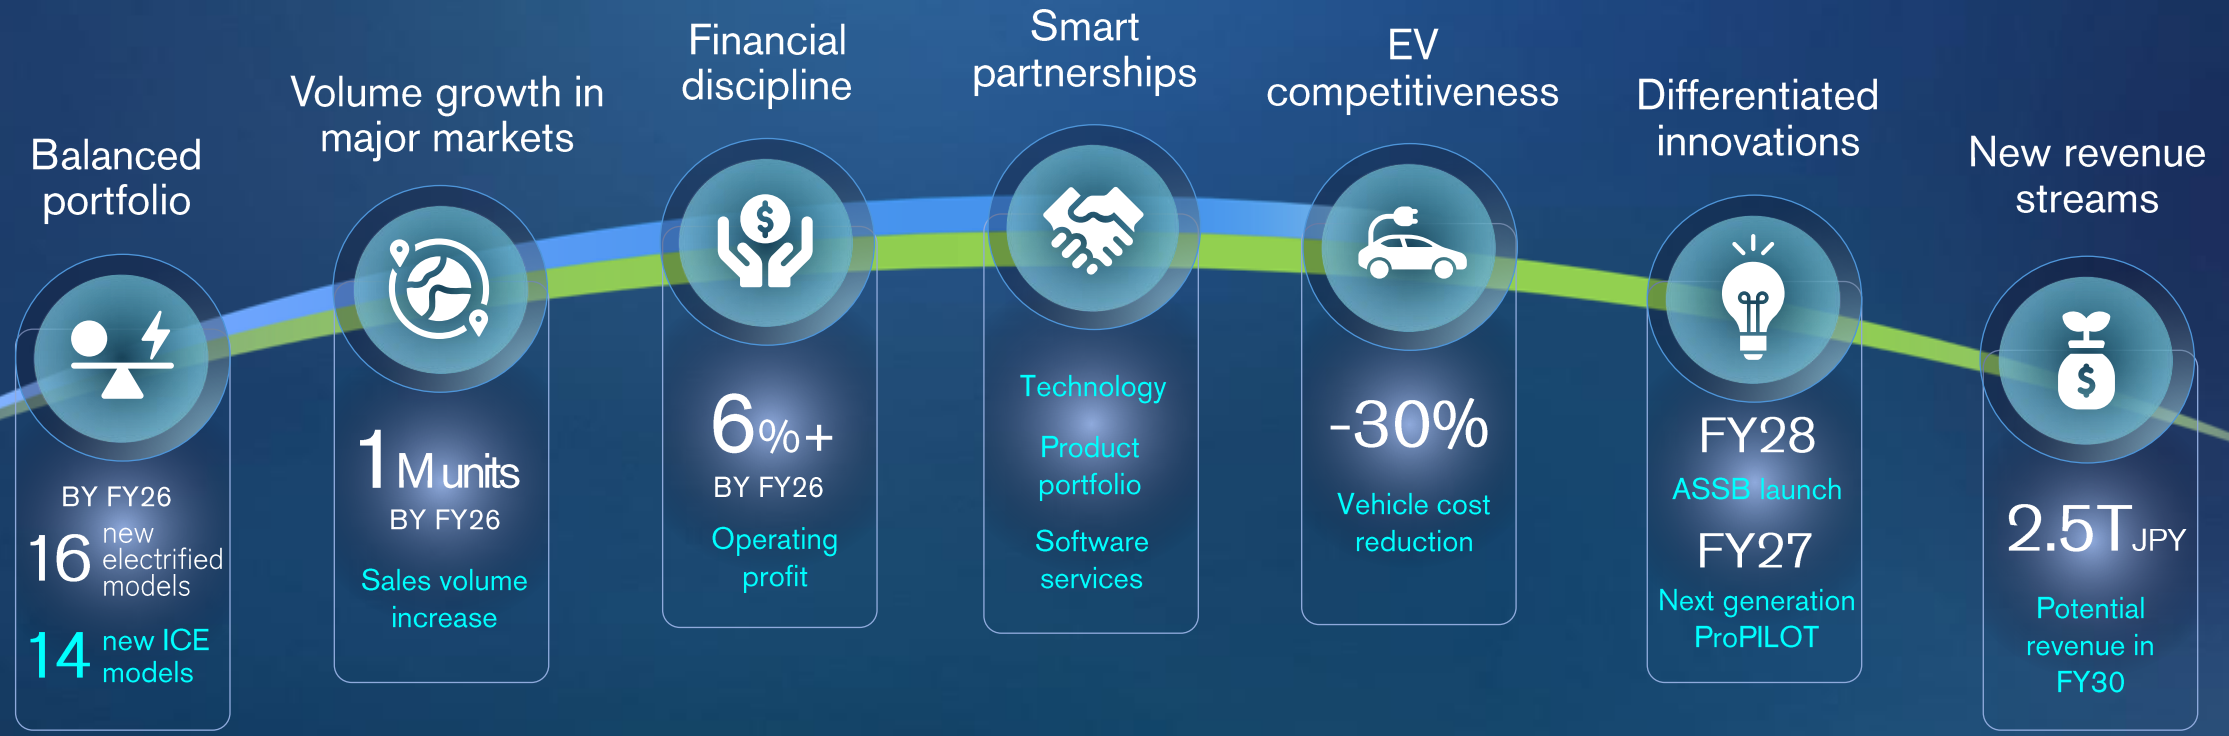 Balanced
portfolio
BY FY26
16 new
electrified
models
14 new ICE
models
Volume growth in
major markets
1 M units
BY FY26
Sales volume
increase
Financial
discipline
$
6%+
BY FY26
Operating
profit
Smart
partnerships
Technology
Product
portfolio
Software
services
EV
competitiveness
-30%
Vehicle cost
reduction
Differentiated
innovations
FY28
ASSB launch
FY27
Next generation
ProPILOT
New revenue
streams
$
2.5T JPY
Potential
revenue in
FY30